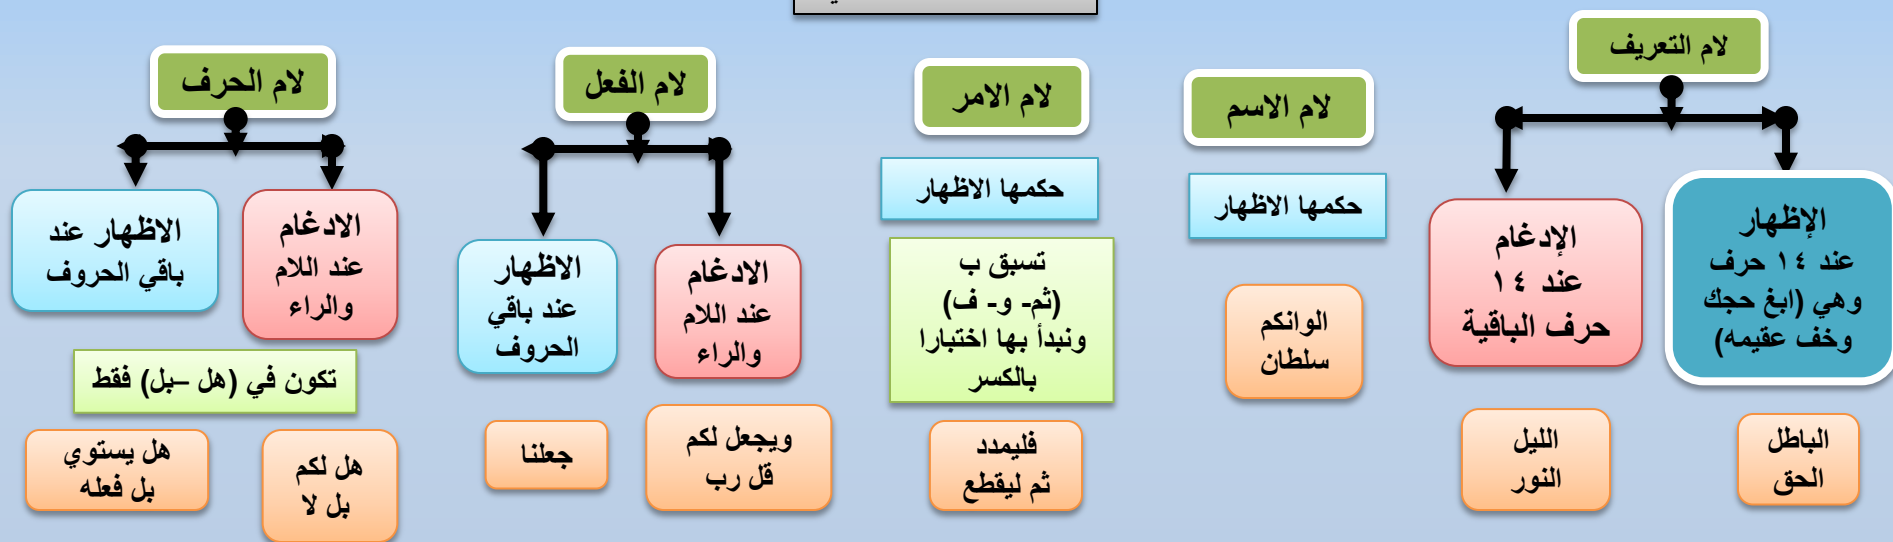 لام التعريف
الإظهار
عند ١٤ حرف
وهي (ابغ حجك
وخف عقيمه)
الباطل
الحق
الإدغام
عند ١٤
حرف الباقية
الليل
النور
لام الاسم
حكمها الاظهار
الوانكم
سلطان
لام الامر
حكمها الاظهار
تسبق ب
(ثم- و- ف)
ونبدأ بها اختبارا
بالكسر
فليمدد
ثم ليقطع
لام الفعل
الادغام
عند اللام
والراء
ويجعل لكم
قل رب
الاظهار
عند باقي
الحروف
جعلنا
لام الحرف
الادغام
عند اللام
والراء
الاظهار عند
باقي الحروف
تكون في (هل –بل) فقط
هل لكم
بل لا
هل يستوي
بل فعله